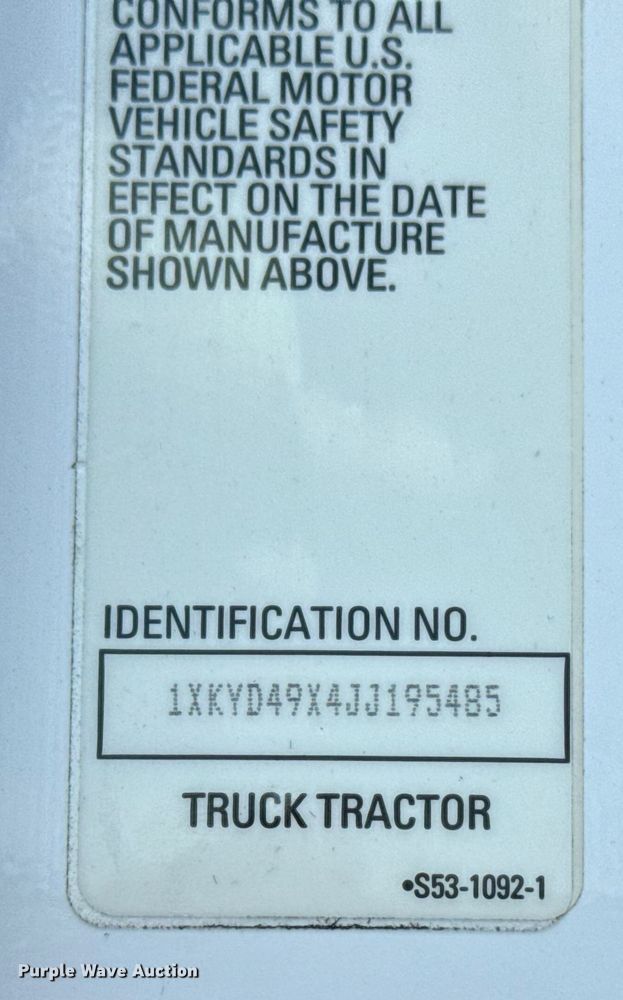 CONFORMS TO ALL
APPLICABLE U.S.
FEDERAL MOTOR
VEHICLE SAFETY
STANDARDS IN
EFFECT ON THE DATE
OF MANUFACTURE
SHOWN ABOVE.
IDENTIFICATION NO.
1XKYD49X4JJ195485
TRUCK TRACTOR
•S53-1092-1
Purple Wave Auction